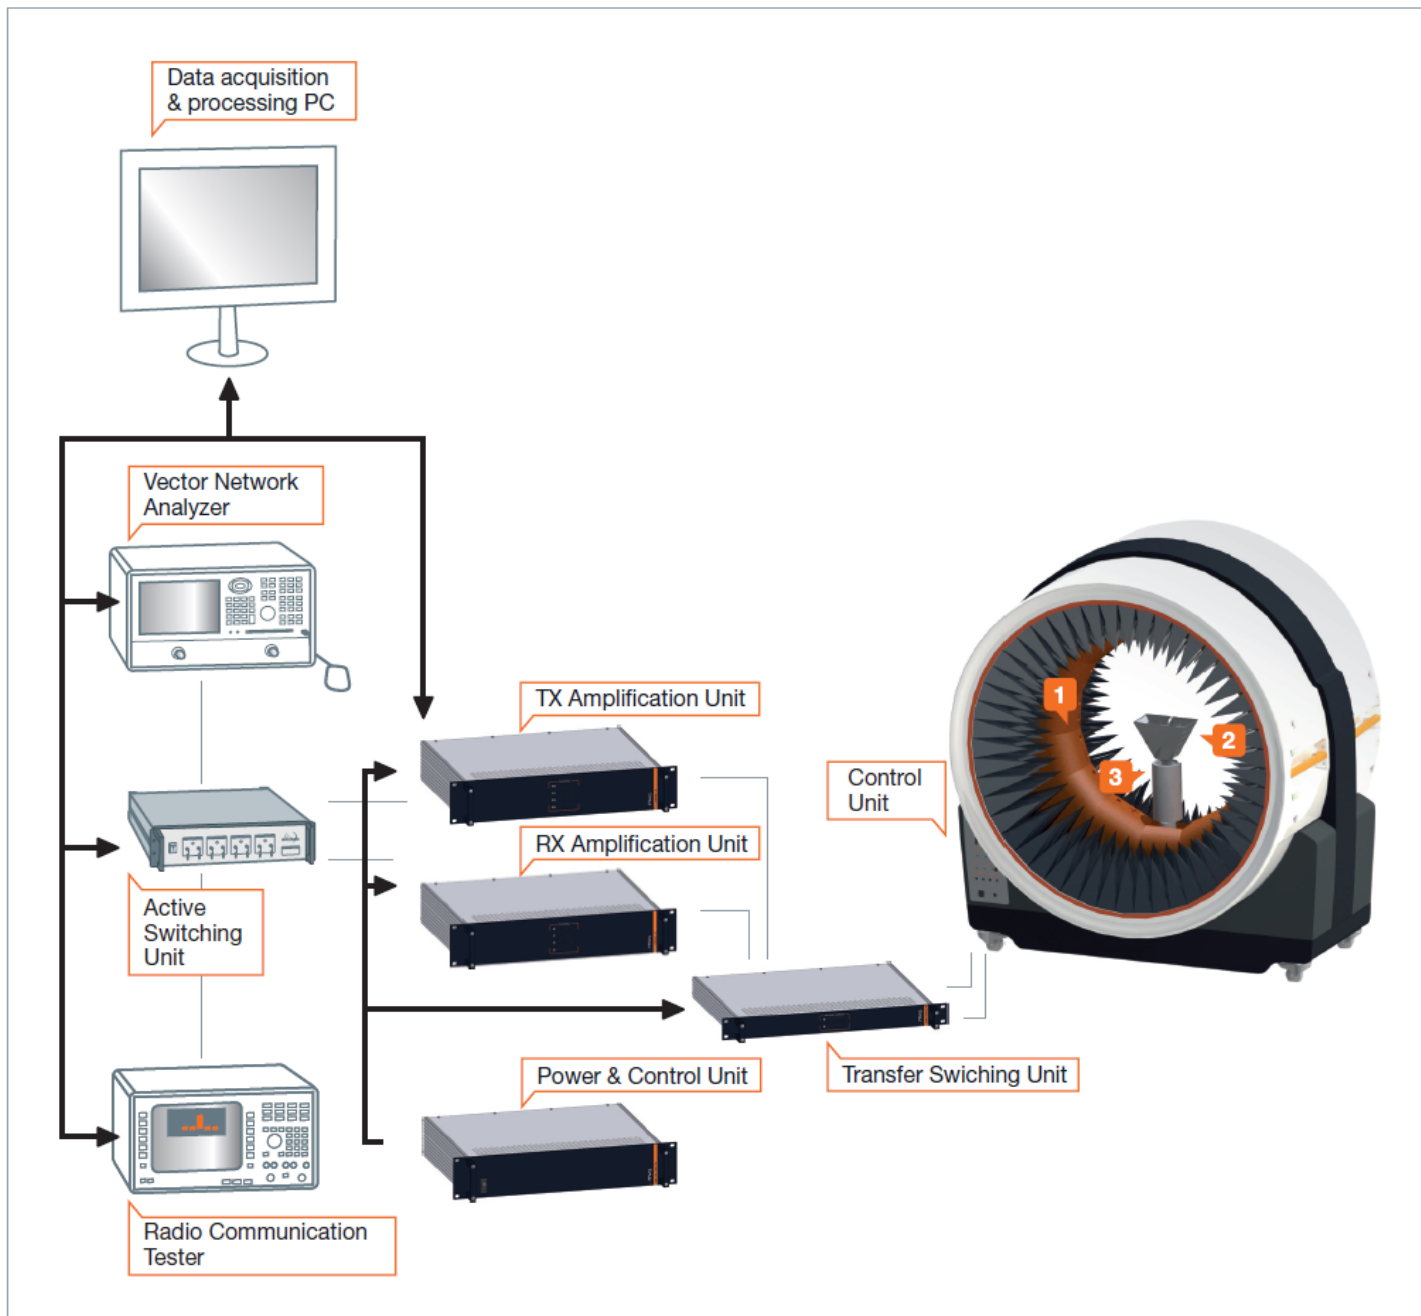 Data acquisition
& processing PC
Vector Network
Analyzer
TX Amplification Unit
1
2
3
Control
Unit
RX Amplification Unit
Active
Switching
Unit
Power & Control Unit
Transfer Swiching Unit
Radio Communication
Tester